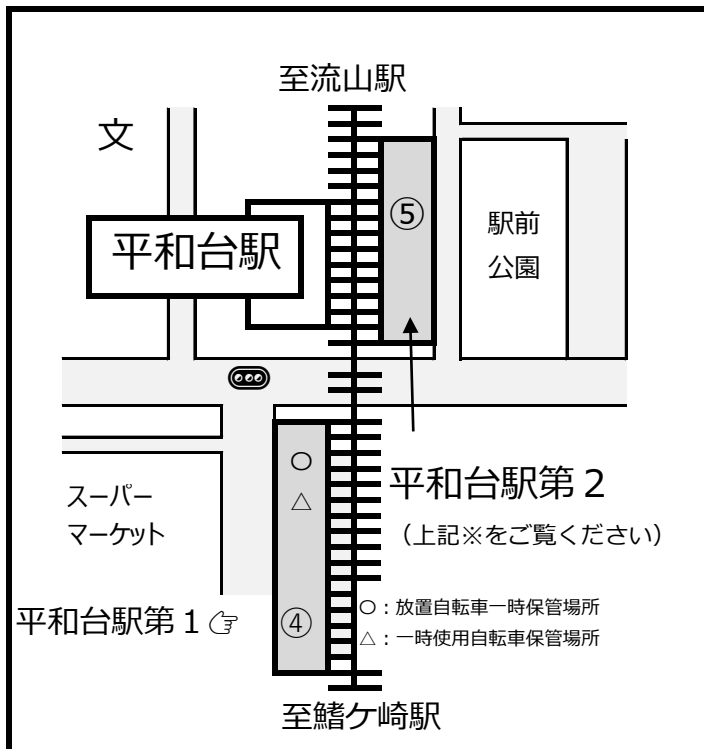 至流山駅
文
⑤
平和台駅
駅前
公園
○
△
平和台駅第２
（上記※をご覧ください）
スーパー
マーケット
○：放置自転車一時保管場所
平和台駅第１☞
④
△：一時使用自転車保管場所
至鰭ケ崎駅